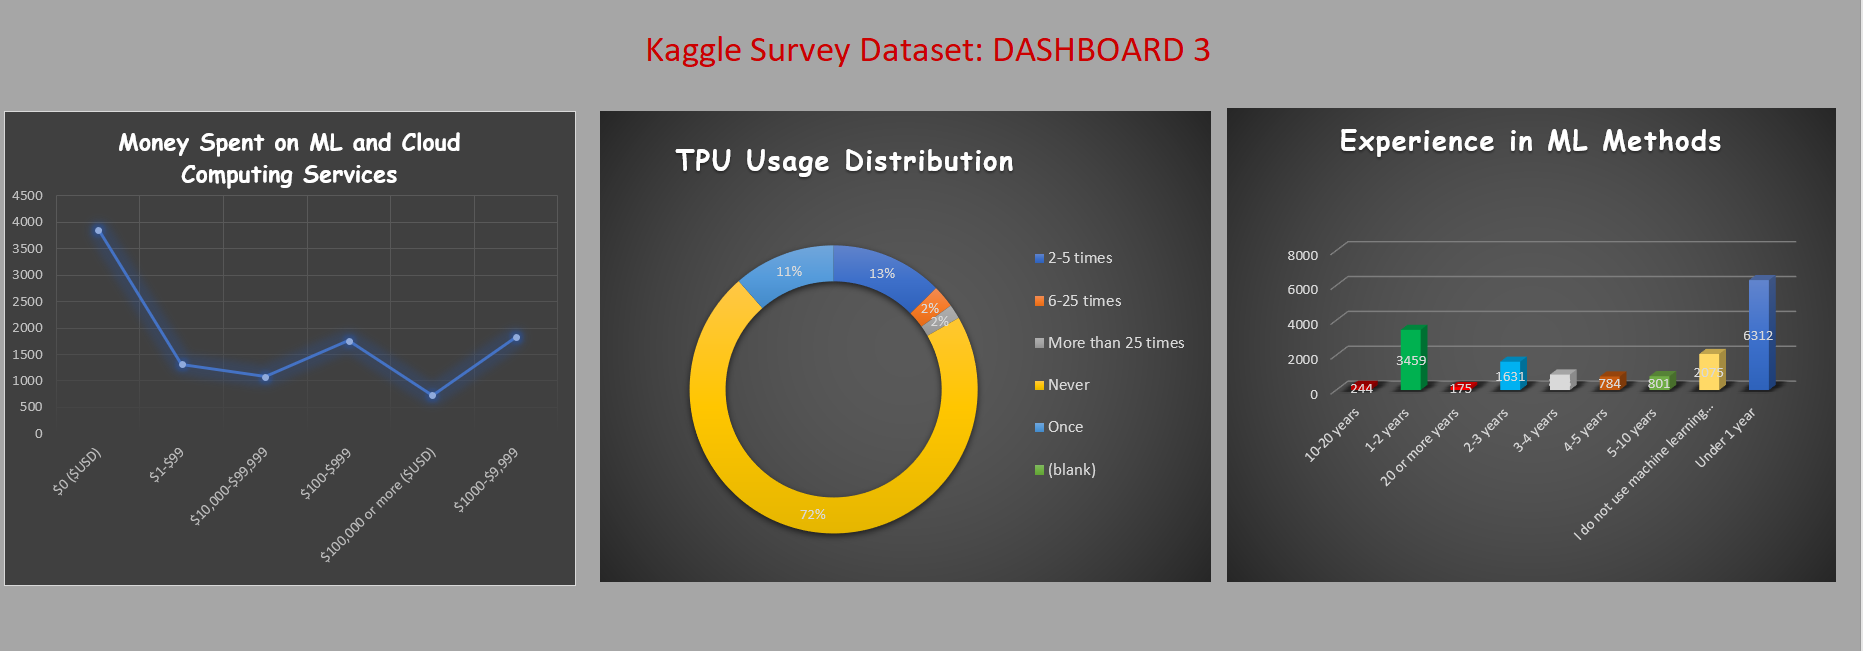 Kaggle Survey Dataset: DASHBOARD 3
Money Spent on ML and Cloud
Computing Services
4500
4000
3500
3000
2500
2000
1500
1000
500
0
$0 ($USD)
$1-$99
$10,000-$99,999
$100-$999
$100,000 or more ($USD)
$1000-$9,999
TPU Usage Distribution
11%
13%
2%
2%
72%
2-5 times
6-25 times
More than 25 times
Never
Once
(blank)
Experience in ML Methods
8000
6000
4000
2000
0
244
3459
175
1631
784
801
6312
10-20 years
1-2 years
20 or more years
2-3 years
3-4 years
4-5 years
5-10 years
I do not use machine learning...
Under 1 year